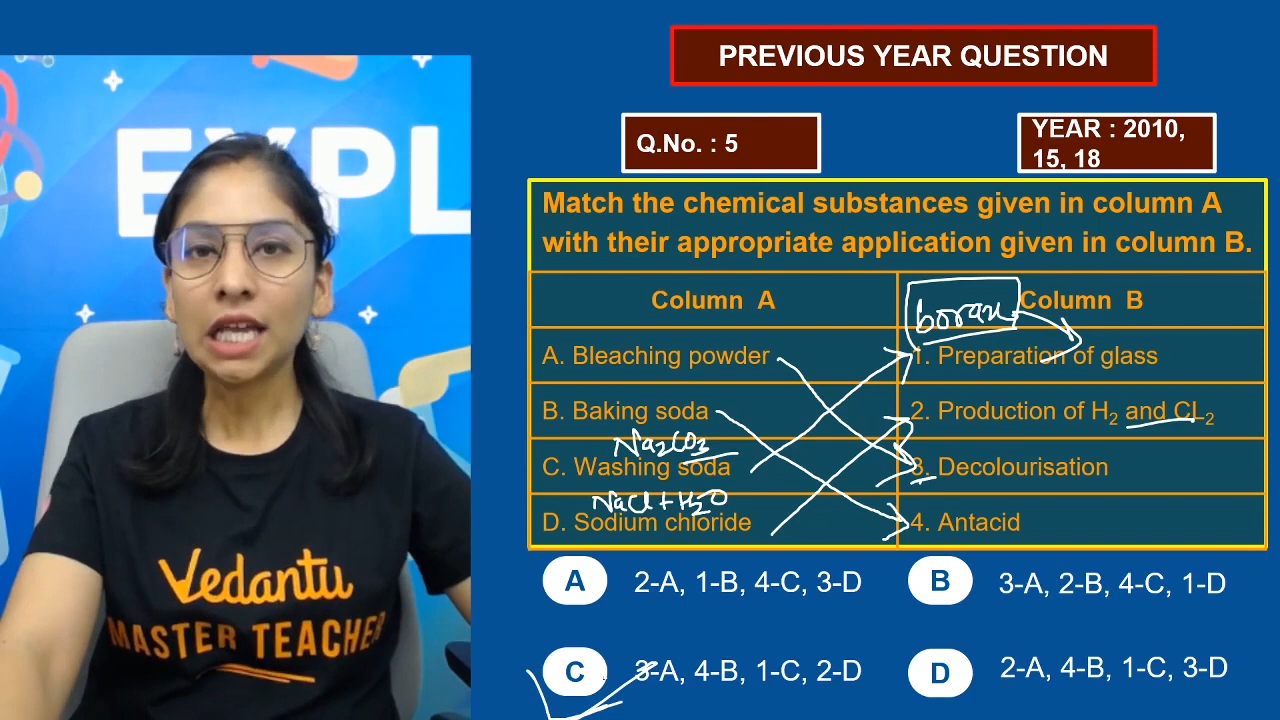 PREVIOUS YEAR QUESTION
Q.No. : 5
YEAR : 2010,
15, 18
EXPL
Match the chemical substances given in column A
with their appropriate application given in column B.
Column A
borax
Column B
A. Bleaching powder
1. Preparation of glass
B. Baking soda
2. Production of H₂ and CL₂
Na₂CO₃
C. Washing soda
3. Decolourisation
NaCl + H₂O
D. Sodium chloride
4. Antacid
A 2-A, 1-B, 4-C, 3-D
B 3-A, 2-B, 4-C, 1-D
C 3-A, 4-B, 1-C, 2-D
D 2-A, 4-B, 1-C, 3-D
Vedantu
MASTER TEACHER